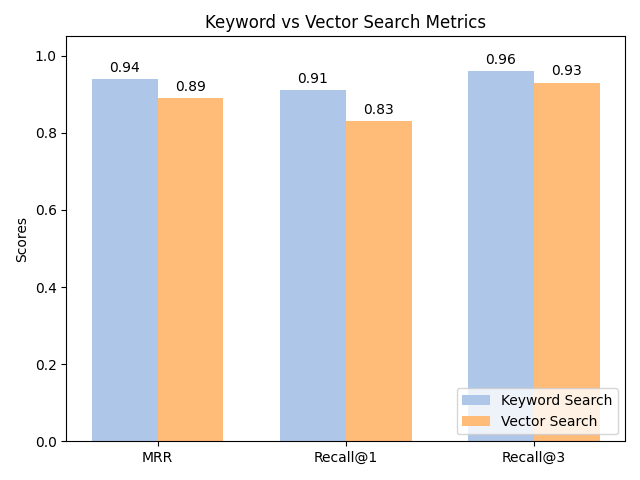 Keyword vs Vector Search Metrics
1.0
0.8
0.6
0.4
0.2
0.0
Scores
0.94
0.89
0.91
0.83
0.96
0.93
MRR
Recall@1
Recall@3
Keyword Search
Vector Search